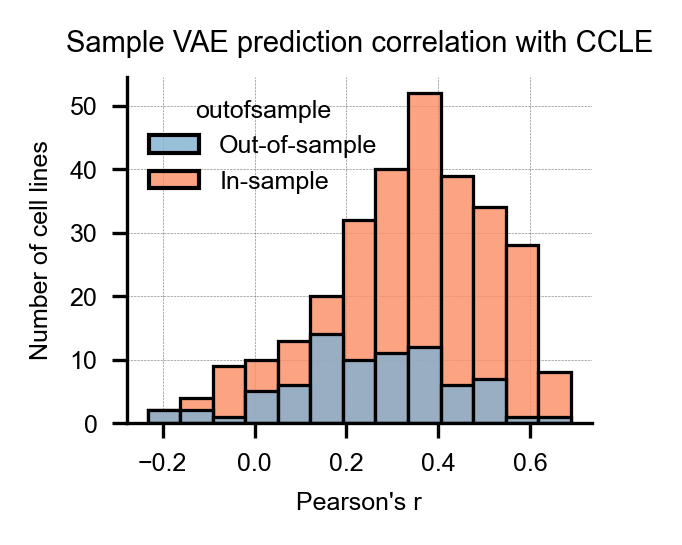 Sample VAE prediction correlation with CCLE
outofsample
Out-of-sample
In-sample
Number of cell lines
50
40
30
20
10
0
−0.2
0.0
0.2
0.4
0.6
Pearson's r